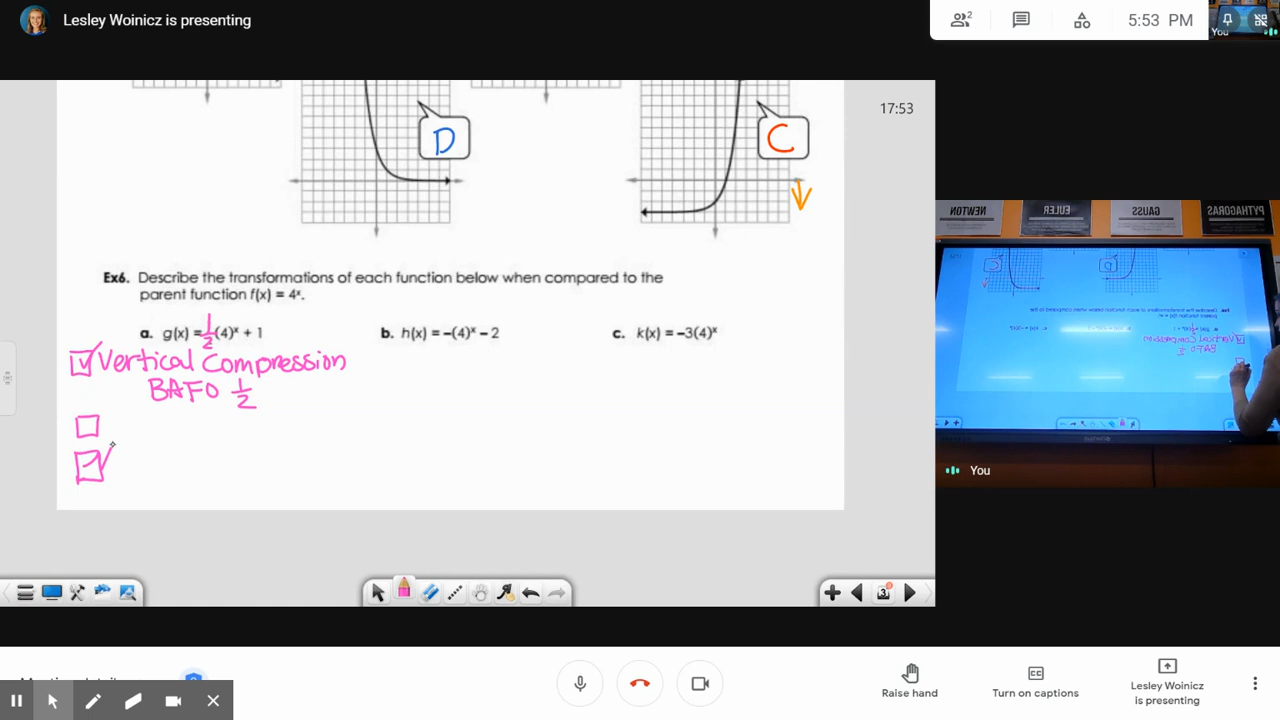 Lesley Woinicz is presenting
2
5:53 PM
You
17:53
D
C
NEWTON
EULER
GAUSS
PYTHAGORAS
Ex6. Describe the transformations of each function below when compared to the
parent function f(x) = 4ˣ.
a. g(x) = 1/2(4)ˣ + 1
b. h(x) = –(4)ˣ – 2
c. k(x) = –3(4)ˣ
Vertical Compression
BAFO 1/2
You
3
Raise hand
Turn on captions
Lesley Woinicz
is presenting